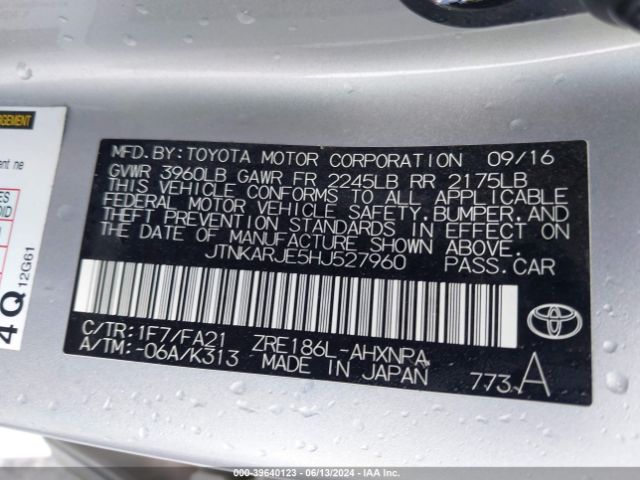 MFD.BY:TOYOTA MOTOR CORPORATION 09/16
GVWR 3960LB GAWR FR 2245LB RR 2175LB
THIS VEHICLE CONFORMS TO ALL APPLICABLE
FEDERAL MOTOR VEHICLE SAFETY,BUMPER,AND
THEFT PREVENTION STANDARDS IN EFFECT ON
THE DATE OF MANUFACTURE SHOWN ABOVE.
JTNKARJE5HJ527960 PASS.CAR
C/TR:1F7/FA21 ZRE186L-AHXNPA
A/TM:-06A/K313 MADE IN JAPAN
773 A
4Q
12G61
000-39640123 - 06/13/2024 - IAA Inc.